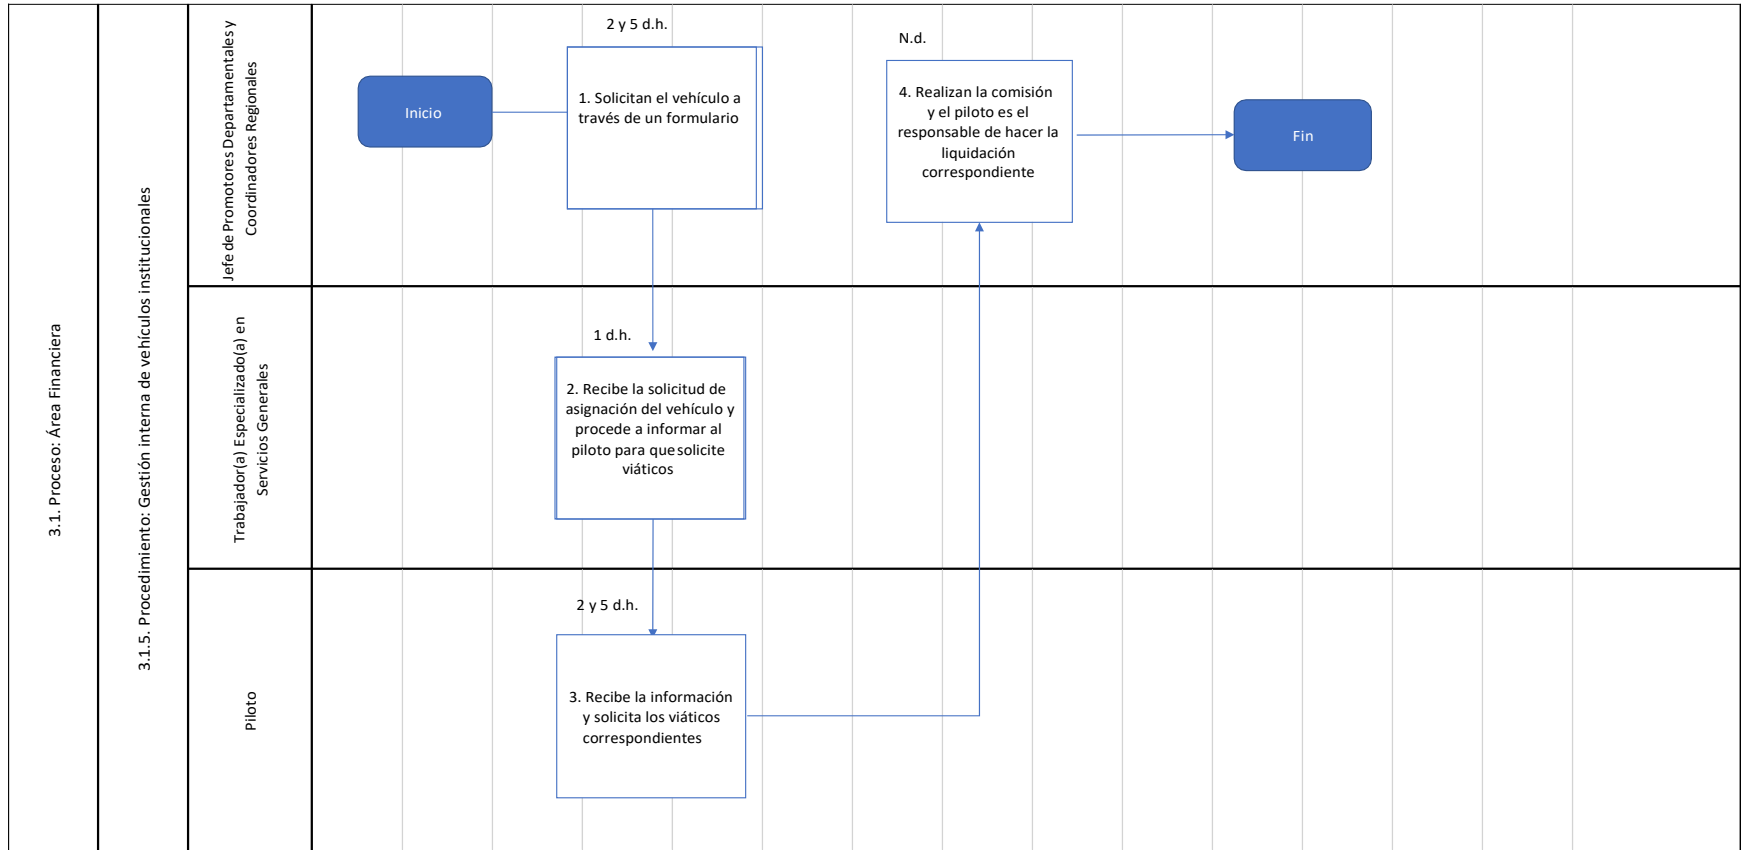 3.1. Proceso: Área Financiera
3.1.5. Procedimiento: Gestión interna de vehículos institucionales
Jefe de Promotores Departamentales y
Coordinadores Regionales
Inicio
2 y 5 d.h.
1. Solicitan el vehículo a
través de un formulario
N.d.
4. Realizan la comisión
y el piloto es el
responsable de hacer la
liquidación
correspondiente
Fin
Trabajador(a) Especializado(a) en
Servicios Generales
1 d.h.
2. Recibe la solicitud de
asignación del vehículo y
procede a informar al
piloto para que solicite
viáticos
Piloto
2 y 5 d.h.
3. Recibe la información
y solicita los viáticos
correspondientes